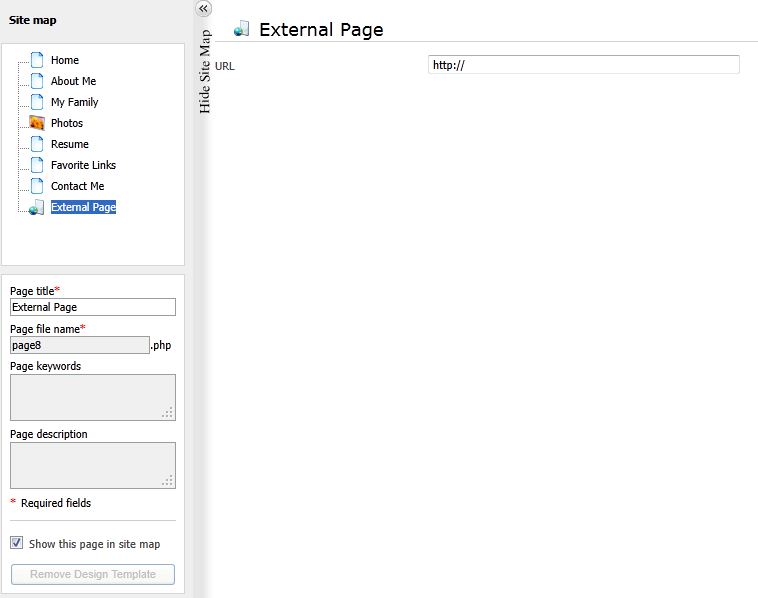 Site map
Home
About Me
My Family
Photos
Resume
Favorite Links
Contact Me
External Page
Page title*
External Page
Page file name*
page8 .php
Page keywords
Page description
* Required fields
Show this page in site map
Remove Design Template
Hide Site Map
External Page
URL http://